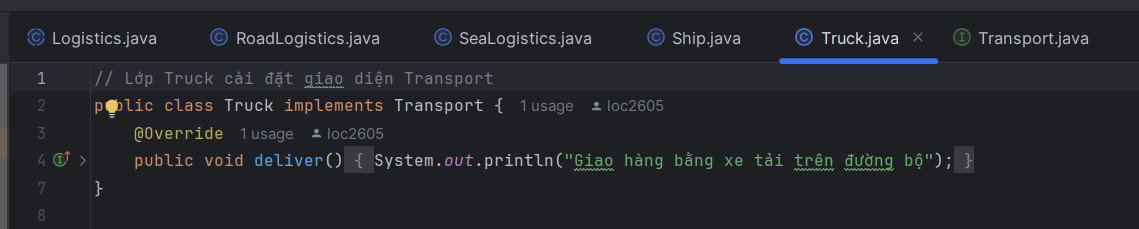 Logistics.java RoadLogistics.java SeaLogistics.java Ship.java Truck.java Transport.java
1 // Lớp Truck cài đặt giao diện Transport
2 public class Truck implements Transport { 1 usage loc2605
3 @Override 1 usage loc2605
4 public void deliver() { System.out.println("Giao hàng bằng xe tải trên đường bộ"); }
7 }
8